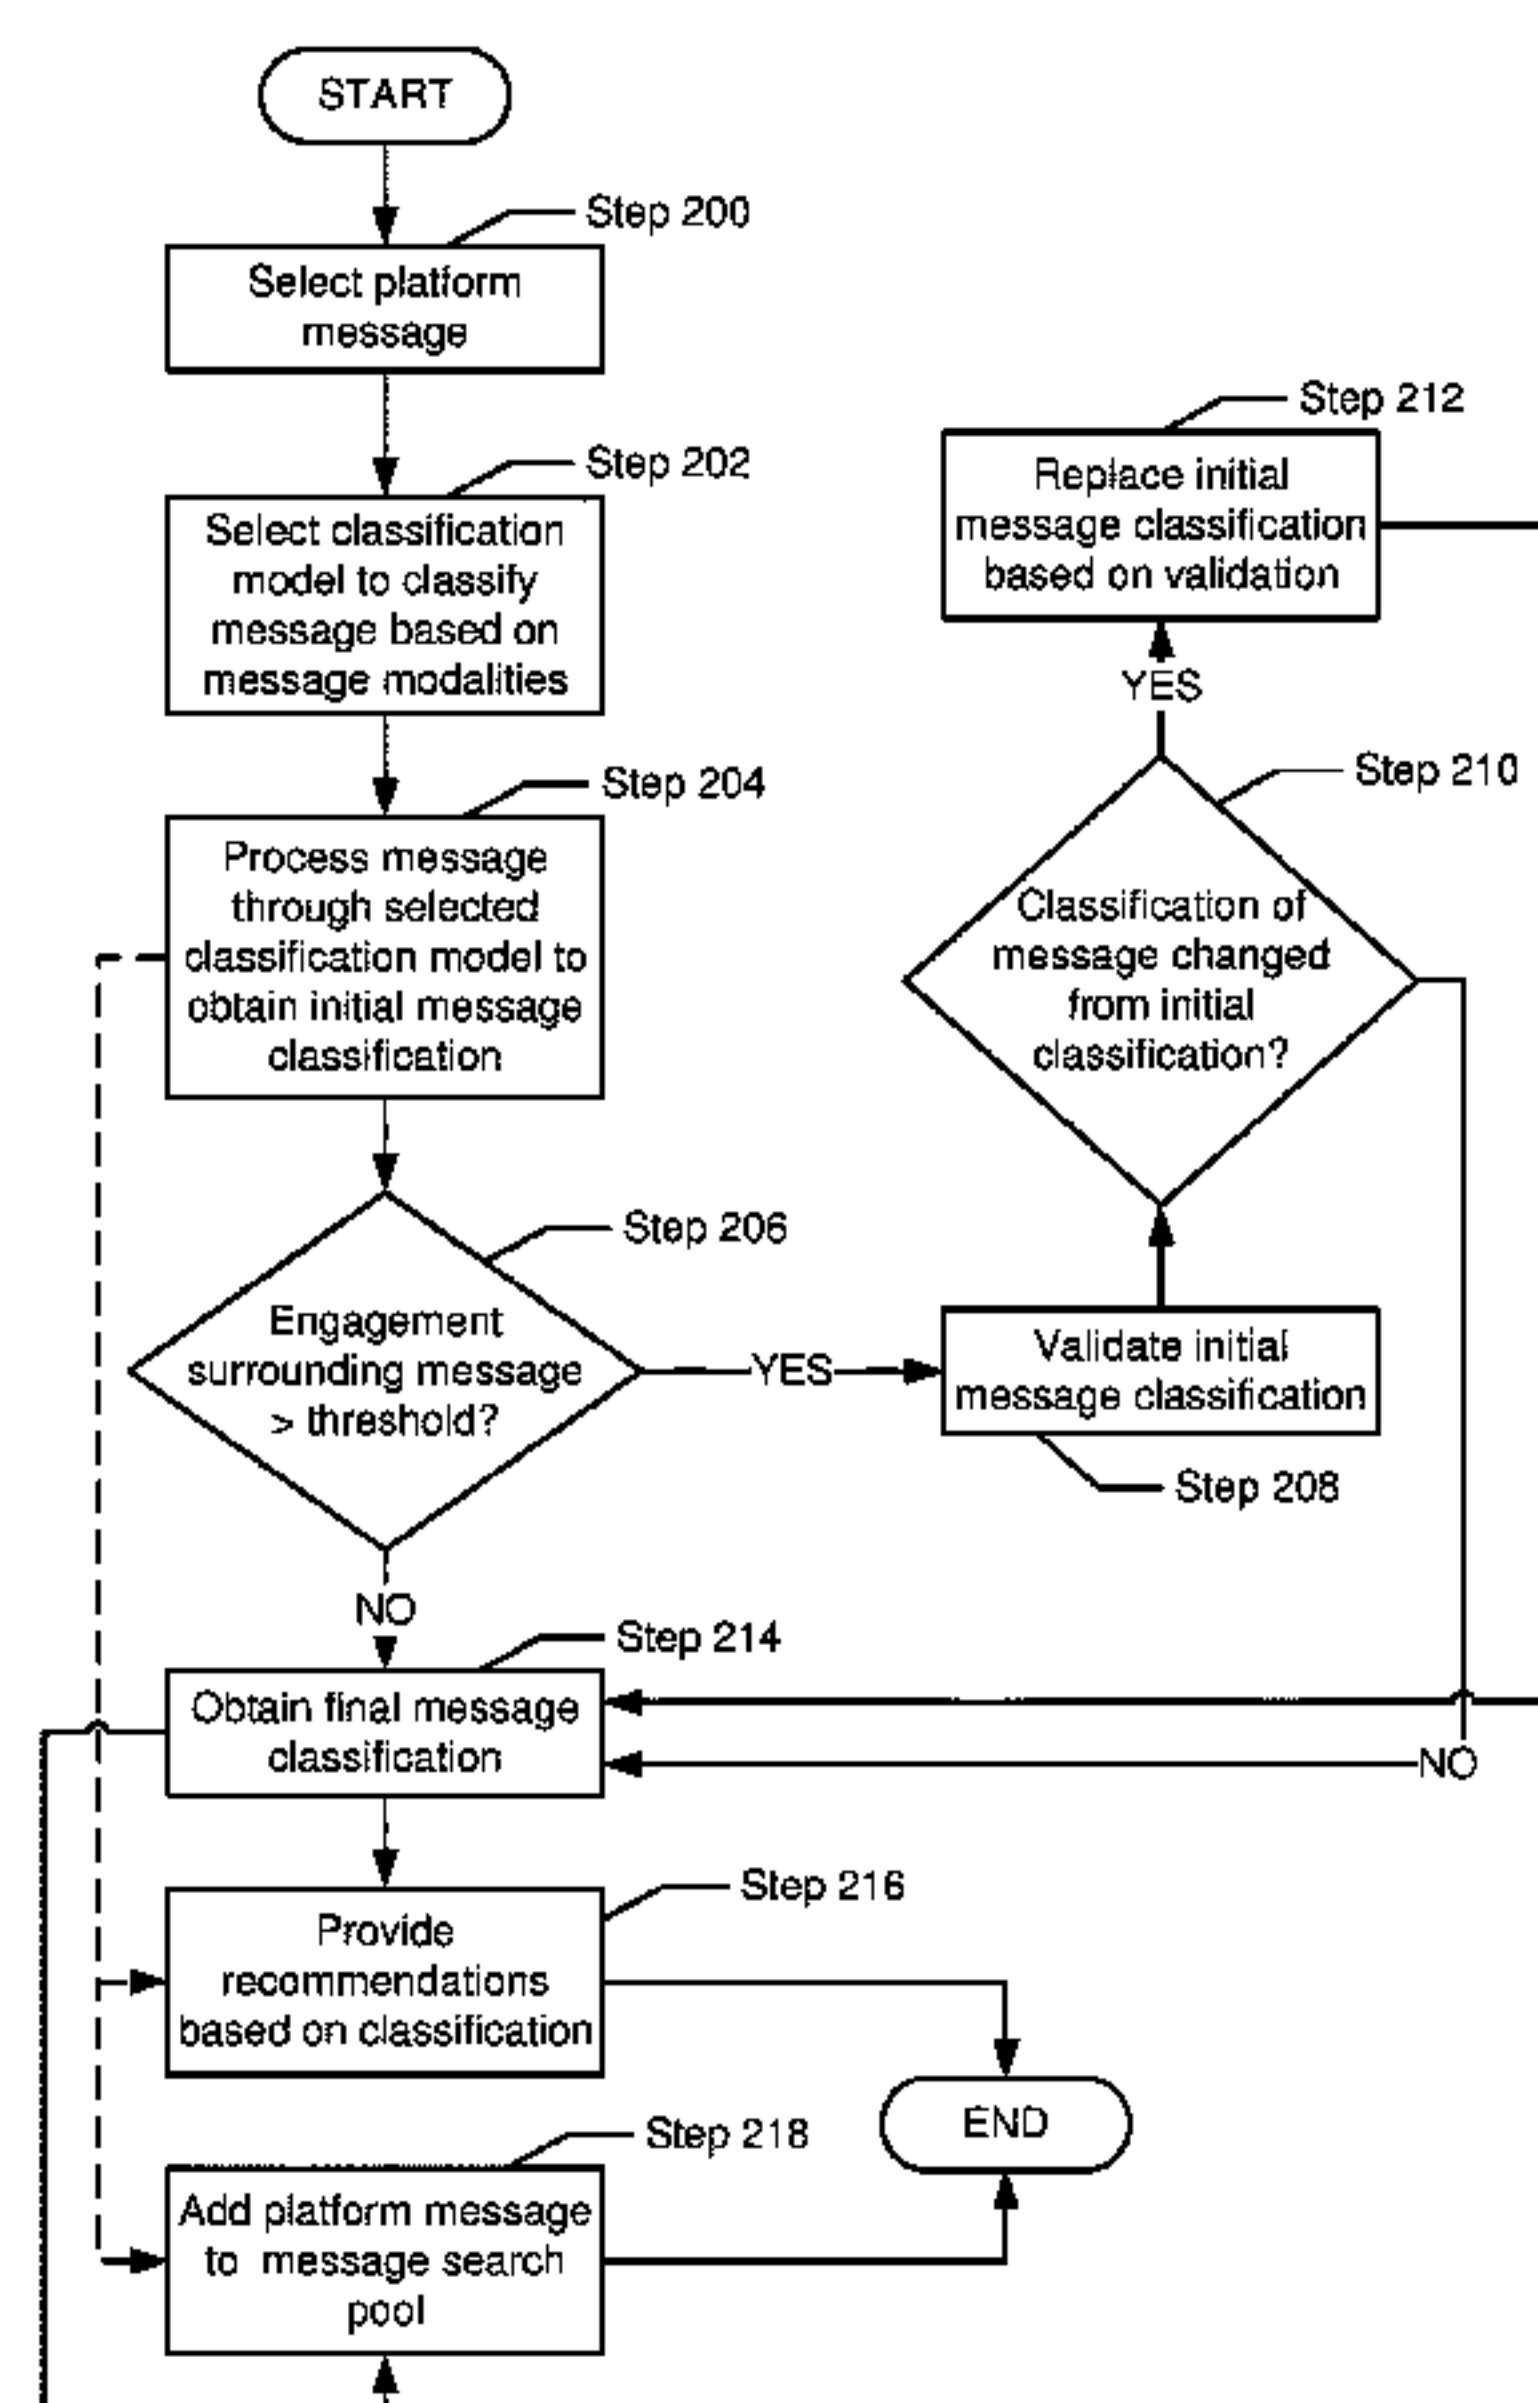 START
Step 200
Select platform
message
Step 202
Select classification
model to classify
message based on
message modalities
Step 204
Process message
through selected
classification model to
obtain initial message
classification
Step 206
Engagement
surrounding message
> threshold?
YES
Validate initial
message classification
Step 208
Step 210
Classification of
message changed
from initial
classification?
YES
Step 212
Replace initial
message classification
based on validation
NO
NO
Step 214
Obtain final message
classification
Step 216
Provide
recommendations
based on classification
Step 218
Add platform message
to message search
pool
END